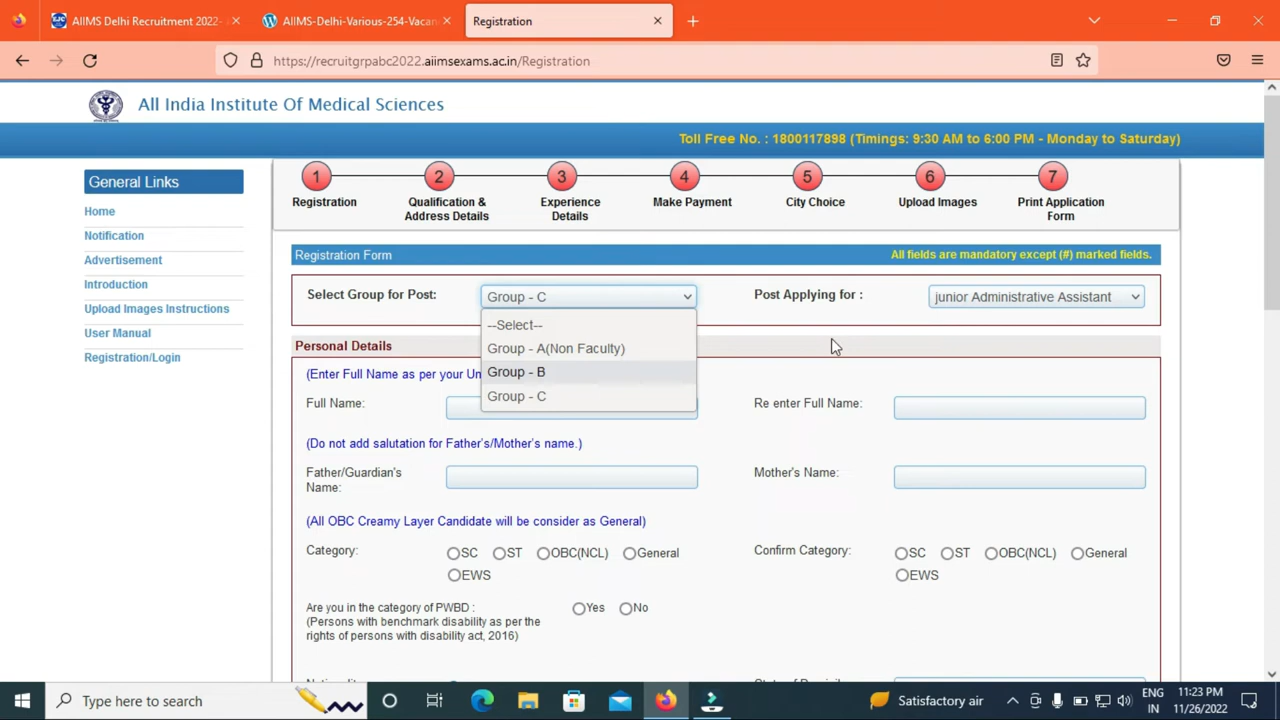 AIIMS Delhi Recruitment 2022-
AIIMS-Delhi-Various-254-Vacan
Registration
https://recruitgrpabc2022.aiimsexams.ac.in/Registration
All India Institute Of Medical Sciences
Toll Free No. : 1800117898 (Timings: 9:30 AM to 6:00 PM - Monday to Saturday)
General Links
Home
Notification
Advertisement
Introduction
Upload Images Instructions
User Manual
Registration/Login
1 2 3 4 5 6 7
Registration
Qualification & Address Details
Experience Details
Make Payment
City Choice
Upload Images
Print Application Form
Registration Form
All fields are mandatory except (#) marked fields.
Select Group for Post:
Group - C
Post Applying for :
junior Administrative Assistant
--Select--
Group - A(Non Faculty)
Group - B
Group - C
Personal Details
(Enter Full Name as per your
Full Name:
Re enter Full Name:
(Do not add salutation for Father's/Mother's name.)
Father/Guardian's
Name:
Mother's Name:
(All OBC Creamy Layer Candidate will be consider as General)
Category:
SC ST OBC(NCL) General
EWS
Confirm Category:
SC ST OBC(NCL) General
EWS
Are you in the category of PWBD :
(Persons with benchmark disability as per the
rights of persons with disability act, 2016)
Yes No
Type here to search
Satisfactory air
ENG
IN
11:23 PM
11/26/2022